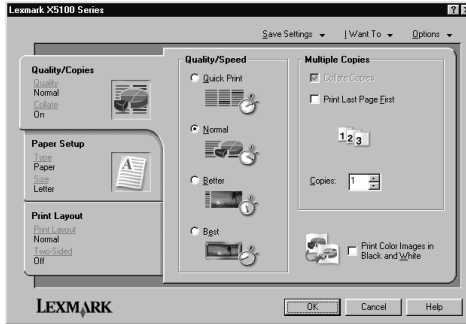 Lexmark X5100 Series
Save Settings
I Want To
Options
Quality/Copies
Quality
Normal
Collate
On
Paper Setup
Type
Paper
Size
Letter
Print Layout
Print Layout
Normal
Two-Sided
Off
Quality/Speed
Quick Print
Normal
Better
Best
Multiple Copies
Collate Copies
Print Last Page First
1 2 3
Copies: 1
Print Color Images in
Black and White
LEXMARK
OK
Cancel
Help